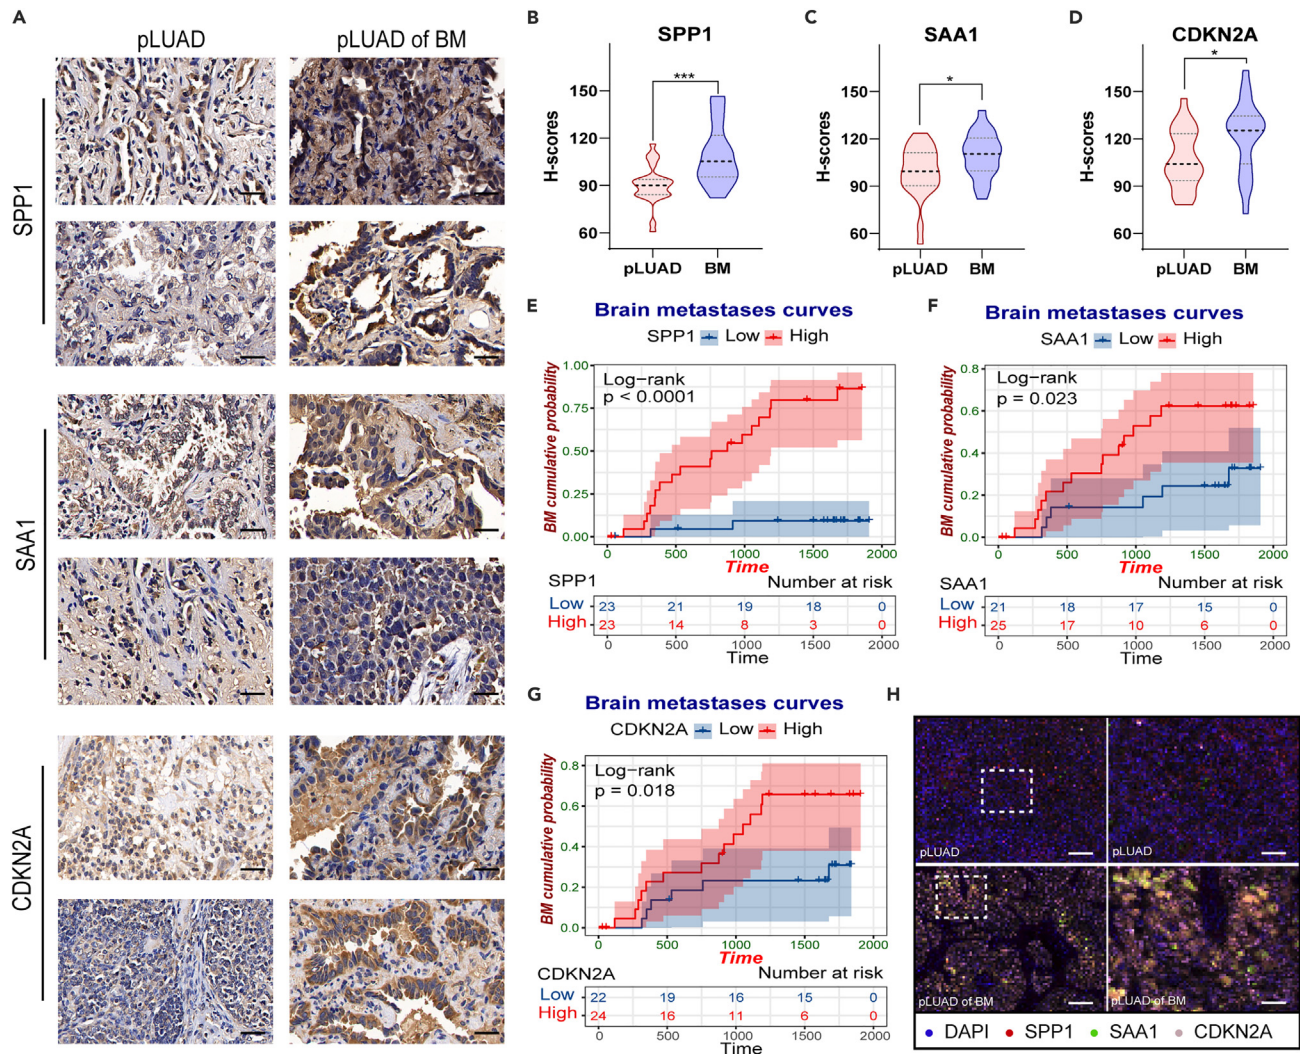 A
pLUAD
pLUAD of BM
SPP1
SAA1
CDKN2A
B
SPP1
***
H-scores
150
120
90
60
pLUAD
BM
C
SAA1
*
H-scores
150
120
90
60
pLUAD
BM
D
CDKN2A
*
H-scores
150
120
90
60
pLUAD
BM
E
Brain metastases curves
SPP1 Low High
Log-rank
p < 0.0001
BM cumulative probability
1.00
0.75
0.50
0.25
0.00
0 500 1000 1500 2000
Time
SPP1 Number at risk
Low 23 21 19 18 0
High 23 14 8 3 0
0 500 1000 1500 2000
Time
F
Brain metastases curves
SAA1 Low High
Log-rank
p = 0.023
BM cumulative probability
0.8
0.6
0.4
0.2
0.0
0 500 1000 1500 2000
Time
SAA1 Number at risk
Low 21 18 17 15 0
High 25 17 10 6 0
0 500 1000 1500 2000
Time
G
Brain metastases curves
CDKN2A Low High
Log-rank
p = 0.018
BM cumulative probability
0.8
0.6
0.4
0.2
0.0
0 500 1000 1500 2000
Time
CDKN2A Number at risk
Low 22 19 16 15 0
High 24 16 11 6 0
0 500 1000 1500 2000
Time
H
pLUAD
pLUAD
pLUAD of BM
pLUAD of BM
DAPI SPP1 SAA1 CDKN2A